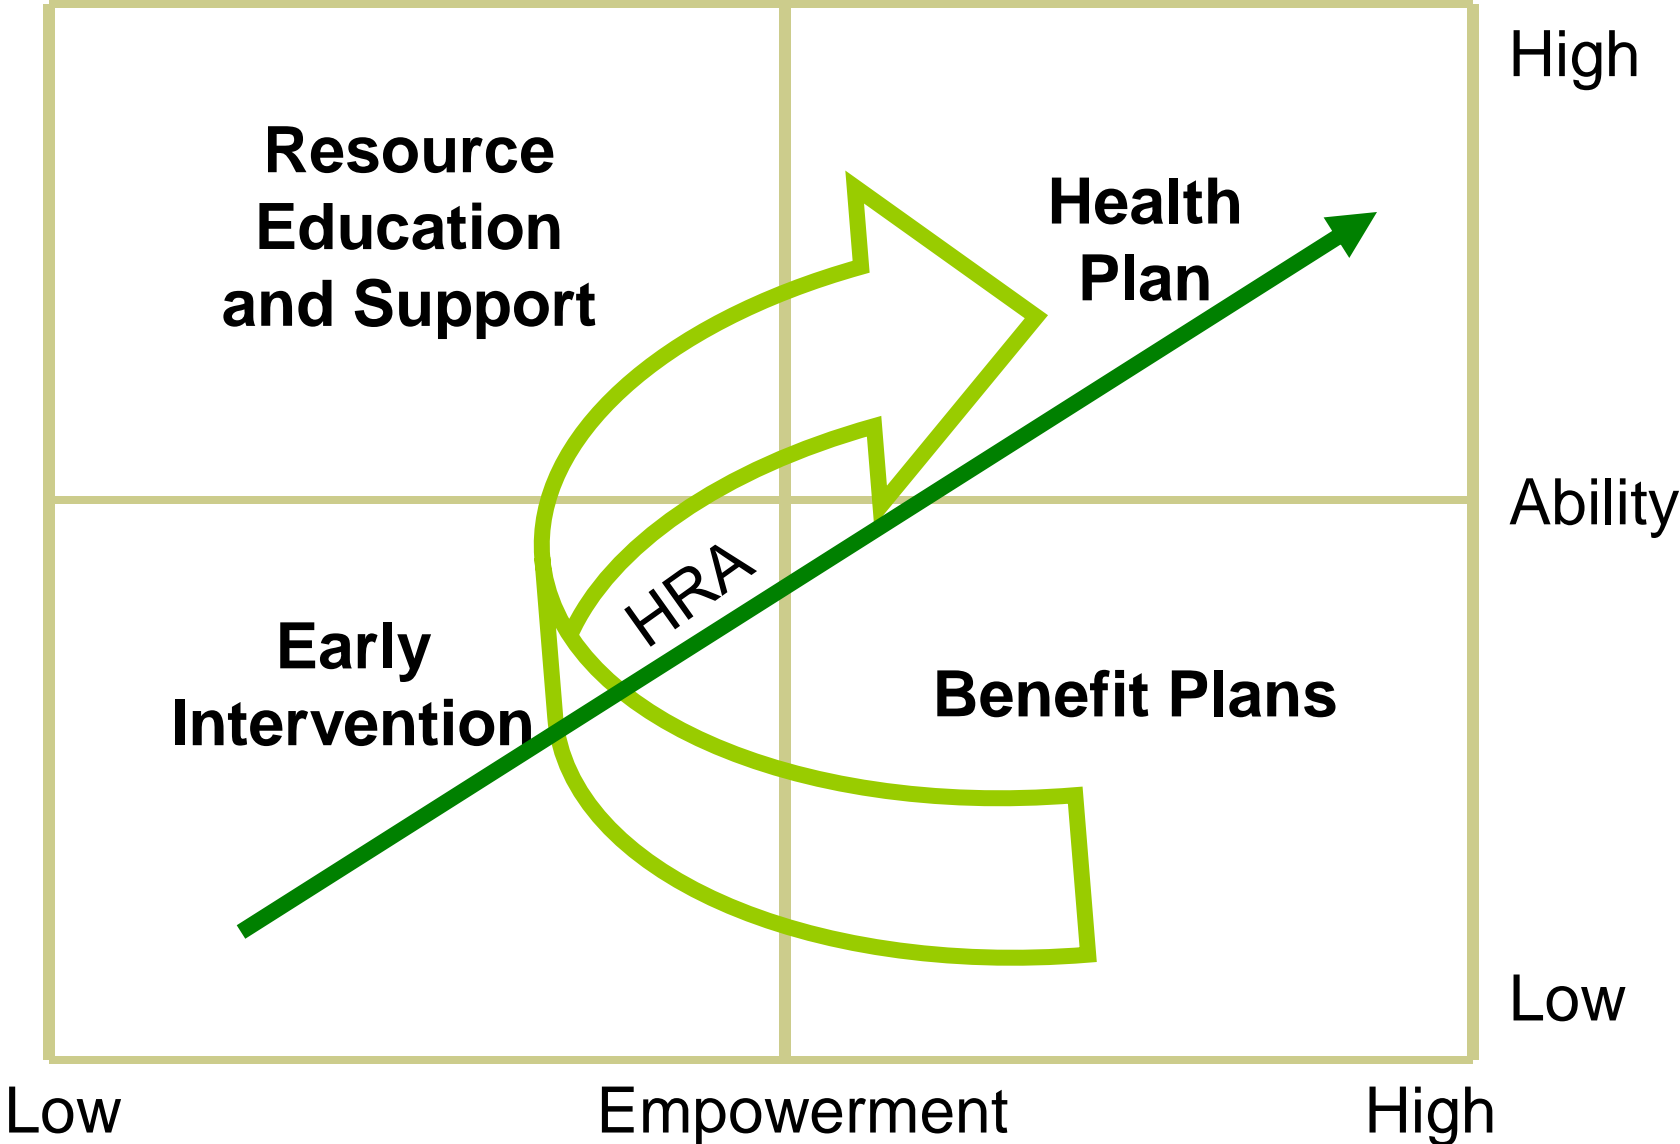 High
Resource
Education
and Support
Health
Plan
Ability
HRA
Early
Intervention
Benefit Plans
Low
Low
Empowerment
High